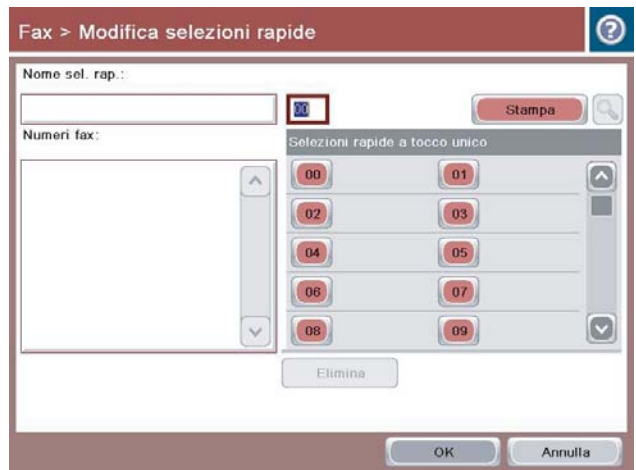 Fax > Modifica selezioni rapide
Nome sel. rap.:
00
Stampa
Numeri fax:
Selezioni rapide a tocco unico
00 01
02 03
04 05
06 07
08 09
Elimina
OK Annulla